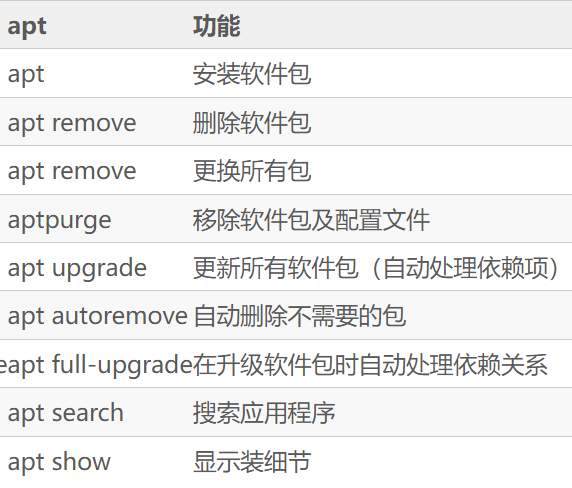 apt 功能
apt 安装软件包
apt remove 删除软件包
apt remove 更换所有包
aptpurge 移除软件包及配置文件
apt upgrade 更新所有软件包（自动处理依赖项）
apt autoremove 自动删除不需要的包
eapt full-upgrade 在升级软件包时自动处理依赖关系
apt search 搜索应用程序
apt show 显示装细节